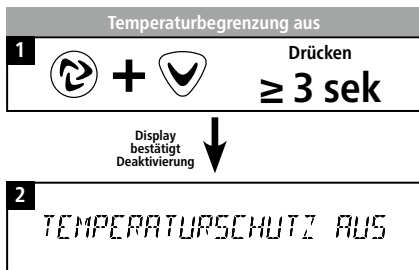 Temperaturbegrenzung aus
1
Drücken
+
≥ 3 sek
Display
bestätigt
Deaktivierung
2
TEMPERATURSCHUTZ AUS